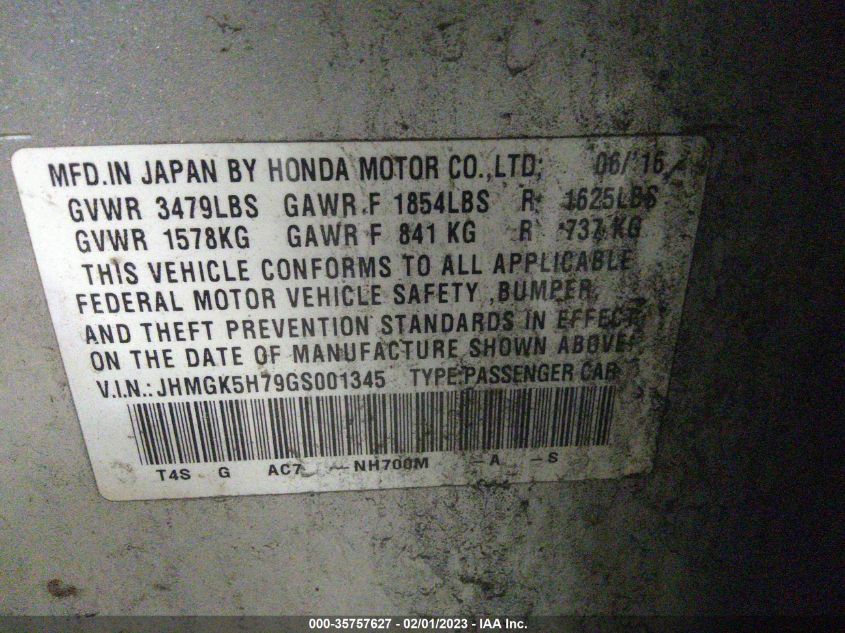 MFD.IN JAPAN BY HONDA MOTOR CO.,LTD; 06/'16
GVWR 3479LBS GAWR F 1854LBS R 1625LBS
GVWR 1578KG GAWR F 841 KG R 737 KG
THIS VEHICLE CONFORMS TO ALL APPLICABLE
FEDERAL MOTOR VEHICLE SAFETY ,BUMPER,
AND THEFT PREVENTION STANDARDS IN EFFECT
ON THE DATE OF MANUFACTURE SHOWN ABOVE.
V.I.N.: JHMGK5H79GS001345 TYPE:PASSENGER CAR
T4S G AC7 -NH700M -A -S
000-35757627 - 02/01/2023 - IAA Inc.